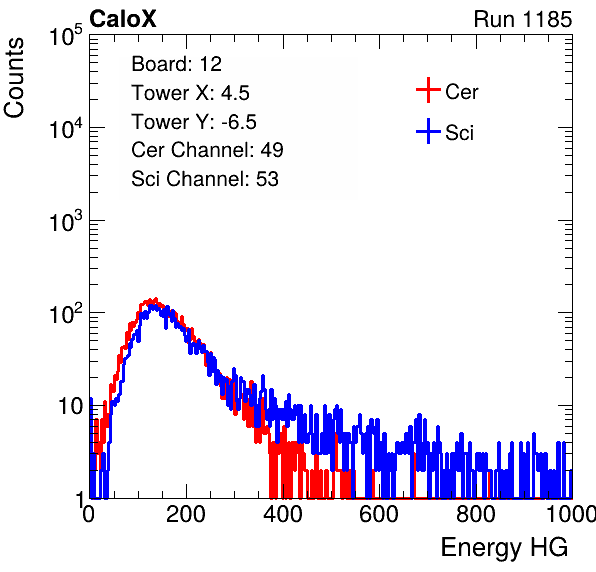 CaloX Run 1185
Counts
10^5
10^4
10^3
10^2
10
1
Board: 12
Tower X: 4.5
Tower Y: -6.5
Cer Channel: 49
Sci Channel: 53
Cer
Sci
0 200 400 600 800 1000
Energy HG